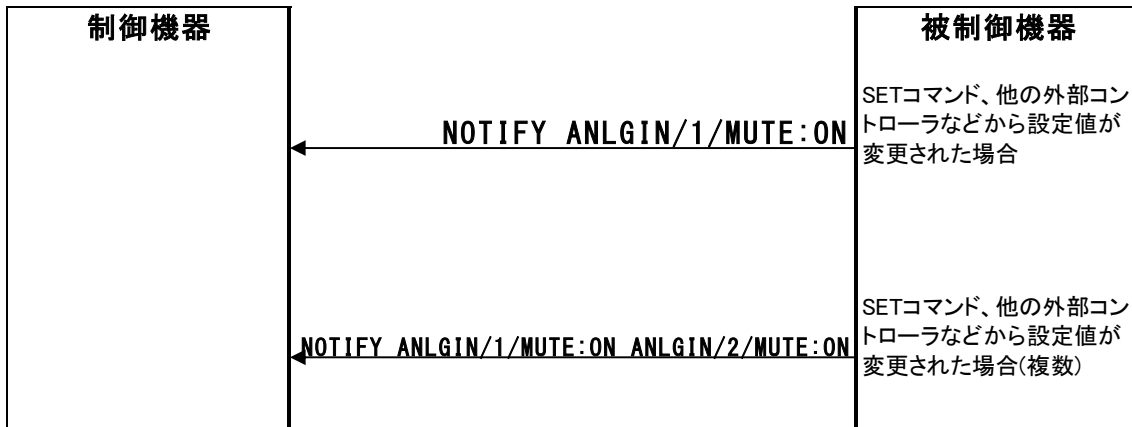 制御機器
被制御機器
SETコマンド、他の外部コン
トローラなどから設定値が
変更された場合
NOTIFY ANLGIN/1/MUTE:ON
SETコマンド、他の外部コン
トローラなどから設定値が
変更された場合(複数)
NOTIFY ANLGIN/1/MUTE:ON ANLGIN/2/MUTE:ON